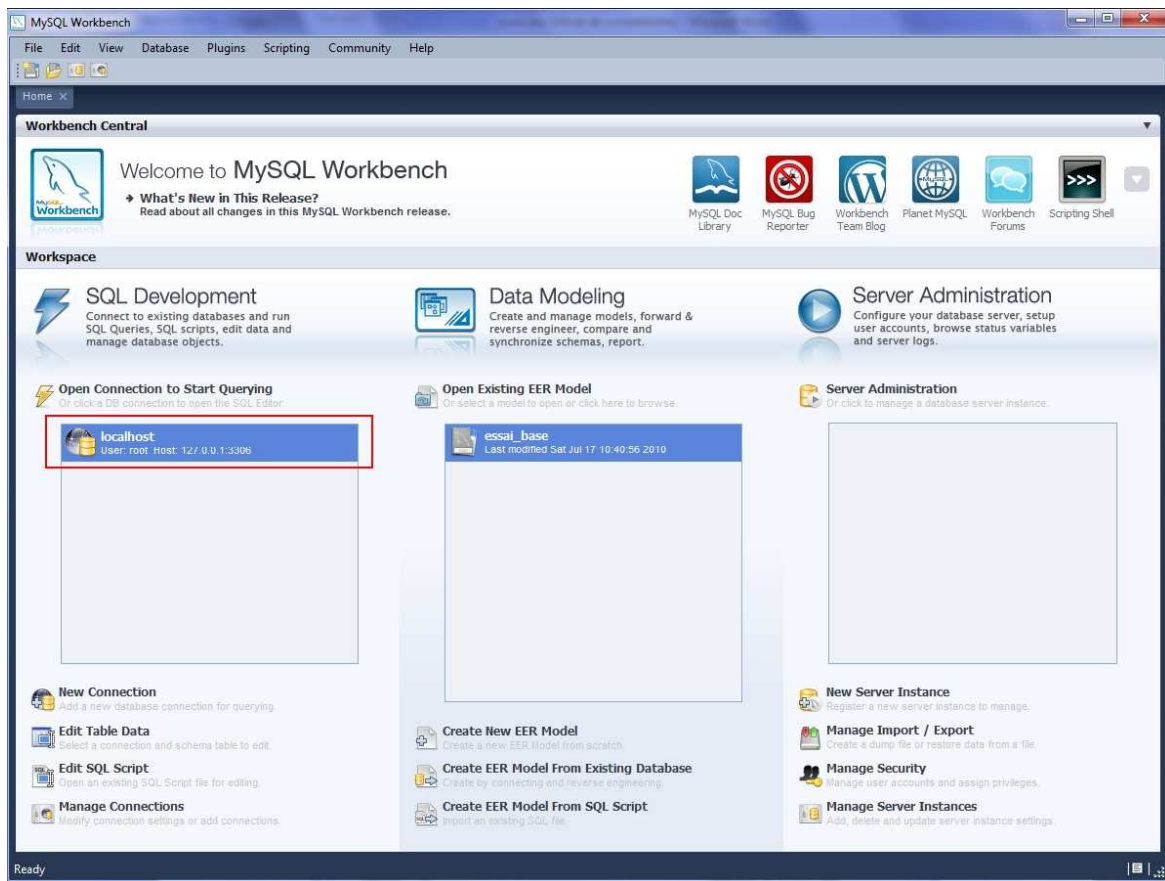 MySQL Workbench
File Edit View Database Plugins Scripting Community Help
Home
Workbench Central
MySQL
Workbench
Welcome to MySQL Workbench
What's New in This Release?
Read about all changes in this MySQL Workbench release.
MySQL Doc
Library
MySQL Bug
Reporter
Workbench
Team Blog
MySQL
Planet MySQL
Workbench
Forums
>>>
Scripting Shell
Workspace
SQL Development
Connect to existing databases and run
SQL Queries, SQL scripts, edit data and
manage database objects.
Open Connection to Start Querying
Or click a DB connection to open the SQL Editor.
localhost
User: root Host: 127.0.0.1:3306
New Connection
Add a new database connection for querying.
Edit Table Data
Select a connection and schema table to edit.
Edit SQL Script
Open an existing SQL Script file for editing.
Manage Connections
Modify connection settings or add connections.
Data Modeling
Create and manage models, forward &
reverse engineer, compare and
synchronize schemas, report.
Open Existing EER Model
Or select a model to open or click here to browse.
essai_base
Last modified Sat Jul 17 10:40:56 2010
Create New EER Model
Create a new EER Model from scratch.
Create EER Model From Existing Database
Create by connecting and reverse engineering.
Create EER Model From SQL Script
Import an existing SQL file.
Server Administration
Configure your database server, setup
user accounts, browse status variables
and server logs.
Server Administration
Or click to manage a database server instance.
New Server Instance
Register a new server instance to manage.
Manage Import / Export
Create a dump file or restore data from a file.
Manage Security
Manage user accounts and assign privileges.
Manage Server Instances
Add, delete and update server instance settings.
Ready